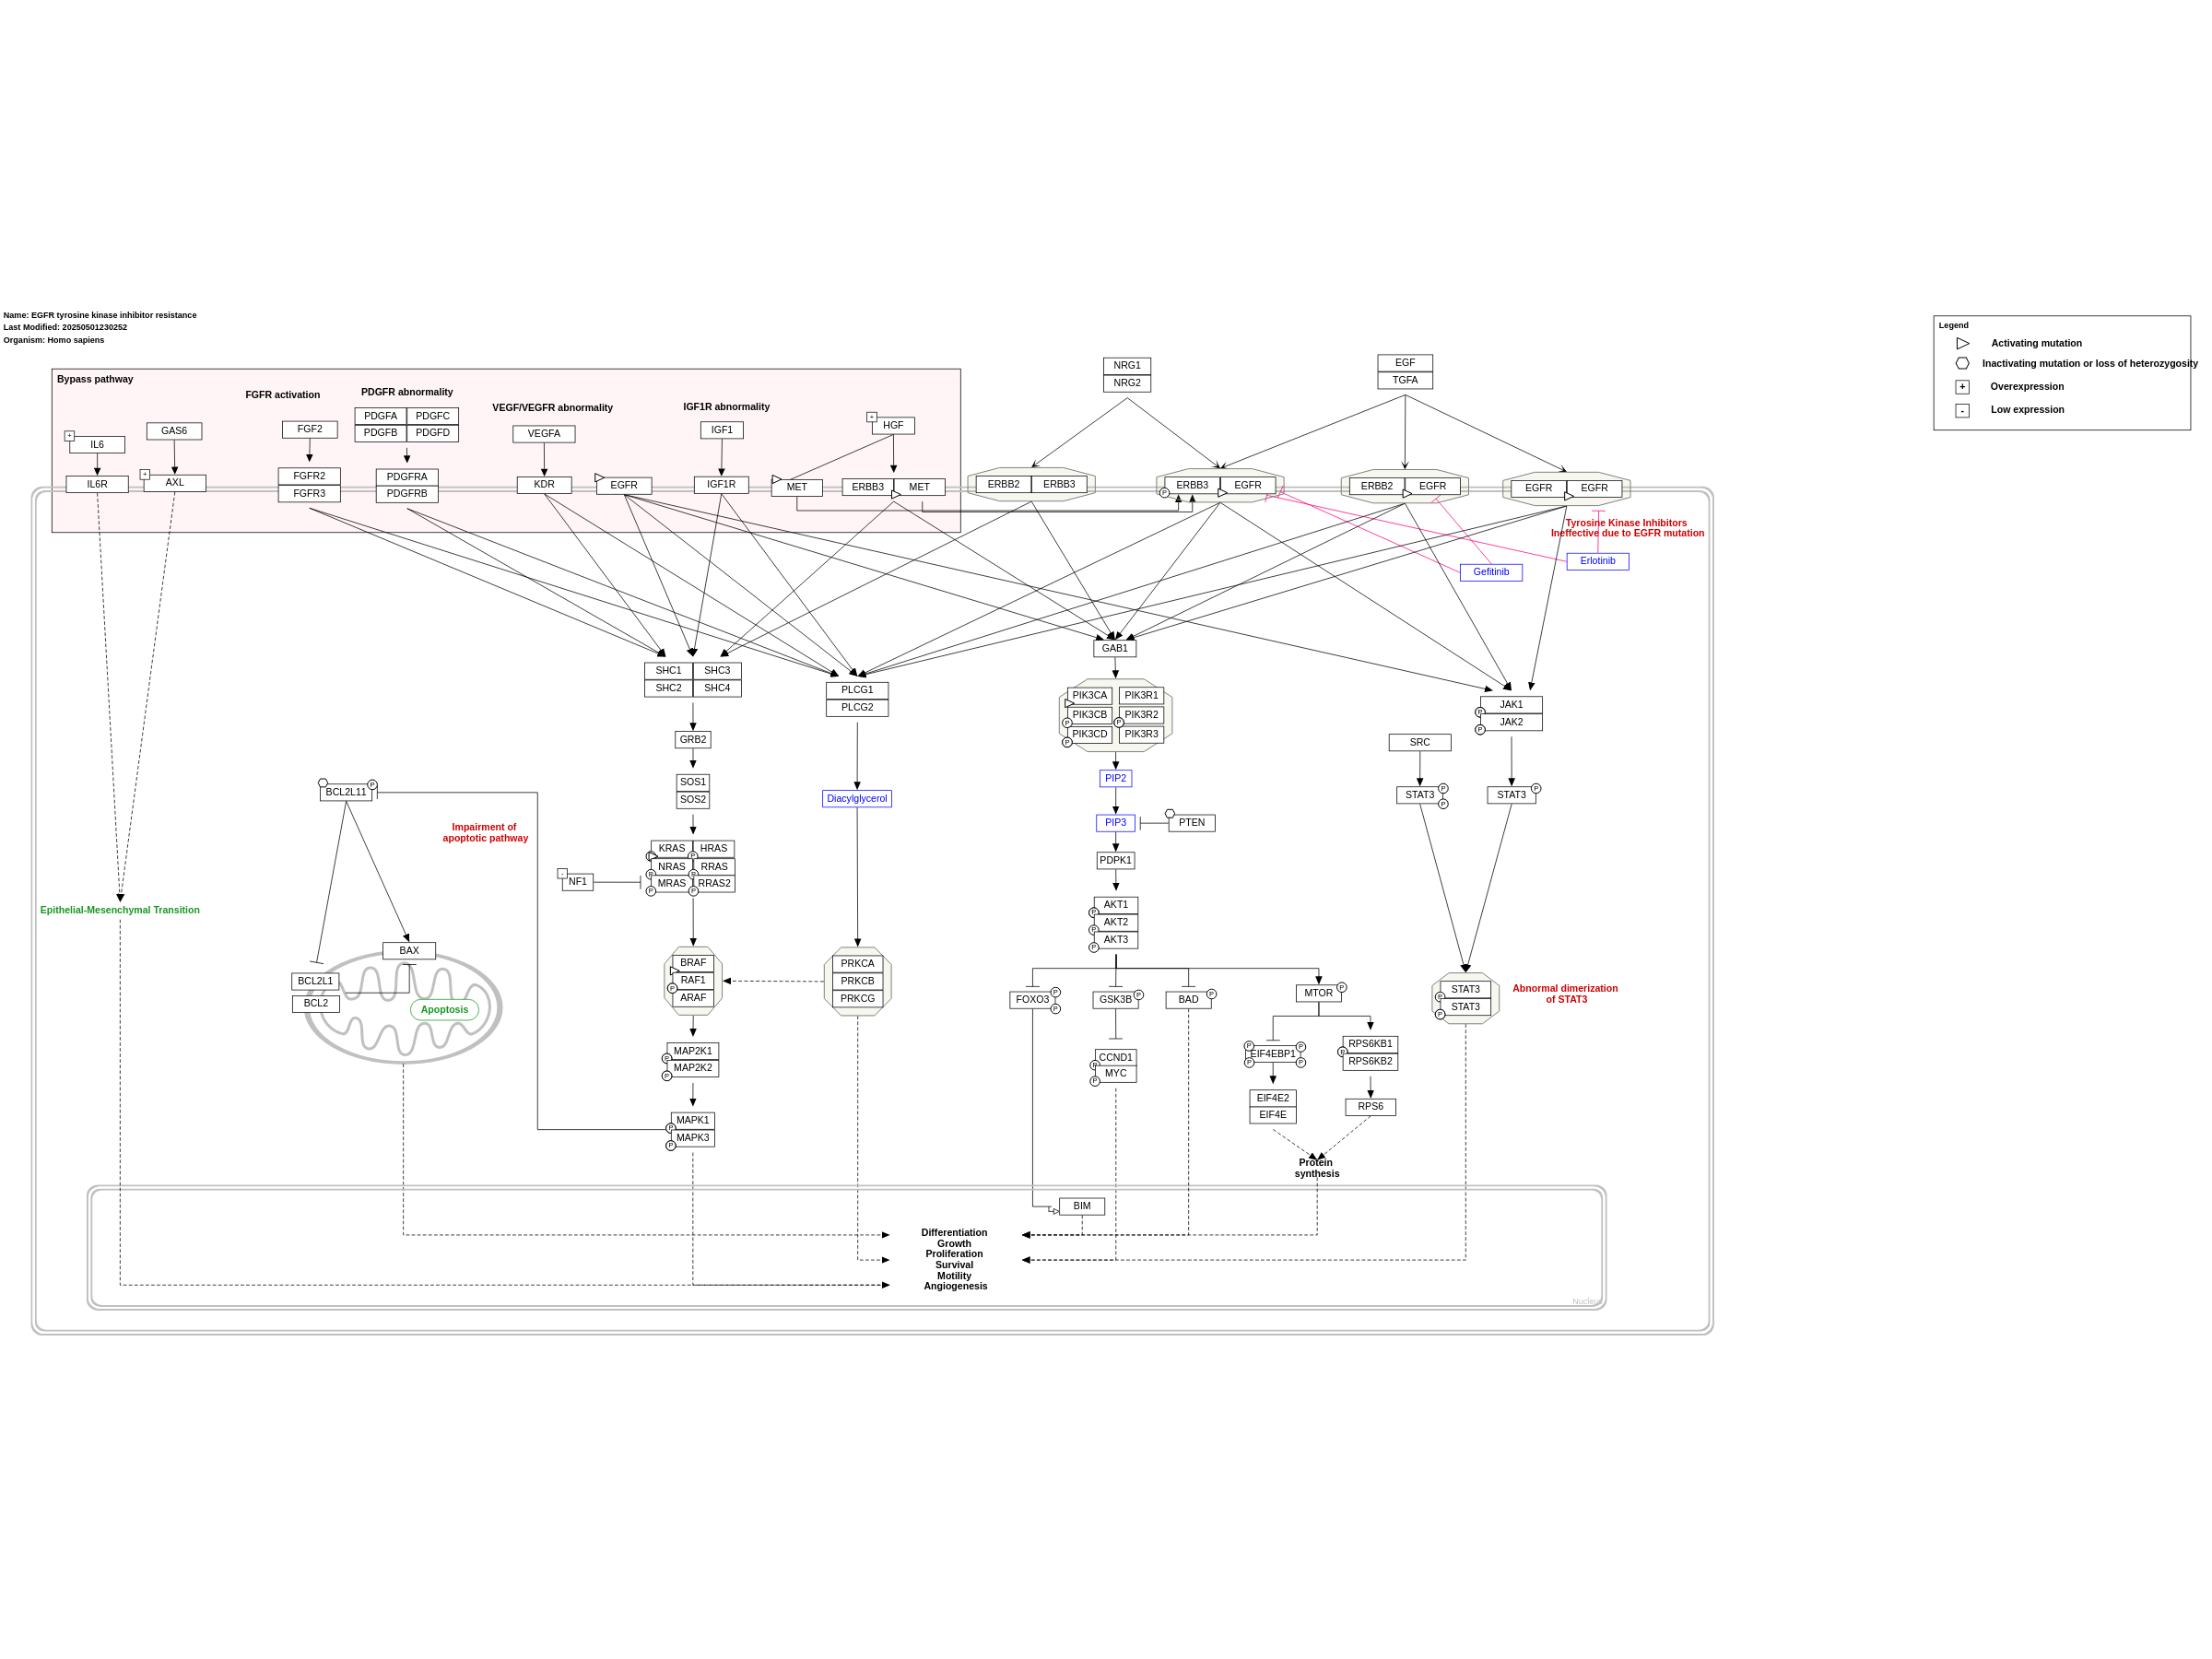 Name: EGFR tyrosine kinase inhibitor resistance
Last Modified: 20250501230252
Organism: Homo sapiens
Legend
Activating mutation
Inactivating mutation or loss of heterozygosity
+
Overexpression
-
Low expression
Bypass pathway
FGFR activation
PDGFR abnormality
VEGF/VEGFR abnormality
IGF1R abnormality
NRG1
NRG2
EGF
TGFA
PDGFA
PDGFC
PDGFB
PDGFD
+
IL6
GAS6
FGF2
VEGFA
IGF1
+
HGF
IL6R
+
AXL
FGFR2
FGFR3
PDGFRA
PDGFRB
KDR
EGFR
IGF1R
MET
ERBB3
MET
ERBB2
ERBB3
ERBB3
EGFR
P
ERBB2
EGFR
EGFR
EGFR
Tyrosine Kinase Inhibitors
Ineffective due to EGFR mutation
Gefitinib
Erlotinib
GAB1
SHC1
SHC3
SHC2
SHC4
PLCG1
PLCG2
PIK3CA
PIK3R1
PIK3CB
PIK3R2
PIK3CD
PIK3R3
P
P
P
JAK1
JAK2
P
P
GRB2
SRC
SOS1
SOS2
Diacylglycerol
PIP2
BCL2L11
P
STAT3
P
P
STAT3
P
Impairment of
apoptotic pathway
PIP3
PTEN
KRAS
HRAS
NRAS
RRAS
MRAS
RRAS2
P
P
P
P
P
P
-
NF1
PDPK1
Epithelial-Mesenchymal Transition
AKT1
AKT2
AKT3
P
P
P
BAX
BCL2L1
BCL2
Apoptosis
BRAF
RAF1
ARAF
P
PRKCA
PRKCB
PRKCG
FOXO3
P
P
GSK3B
P
BAD
P
MTOR
P
STAT3
STAT3
P
P
Abnormal dimerization
of STAT3
MAP2K1
MAP2K2
P
P
CCND1
MYC
P
P
EIF4EBP1
P
P
P
P
RPS6KB1
RPS6KB2
P
EIF4E2
EIF4E
RPS6
MAPK1
MAPK3
P
P
Protein
synthesis
BIM
Differentiation
Growth
Proliferation
Survival
Motility
Angiogenesis
Nucleus